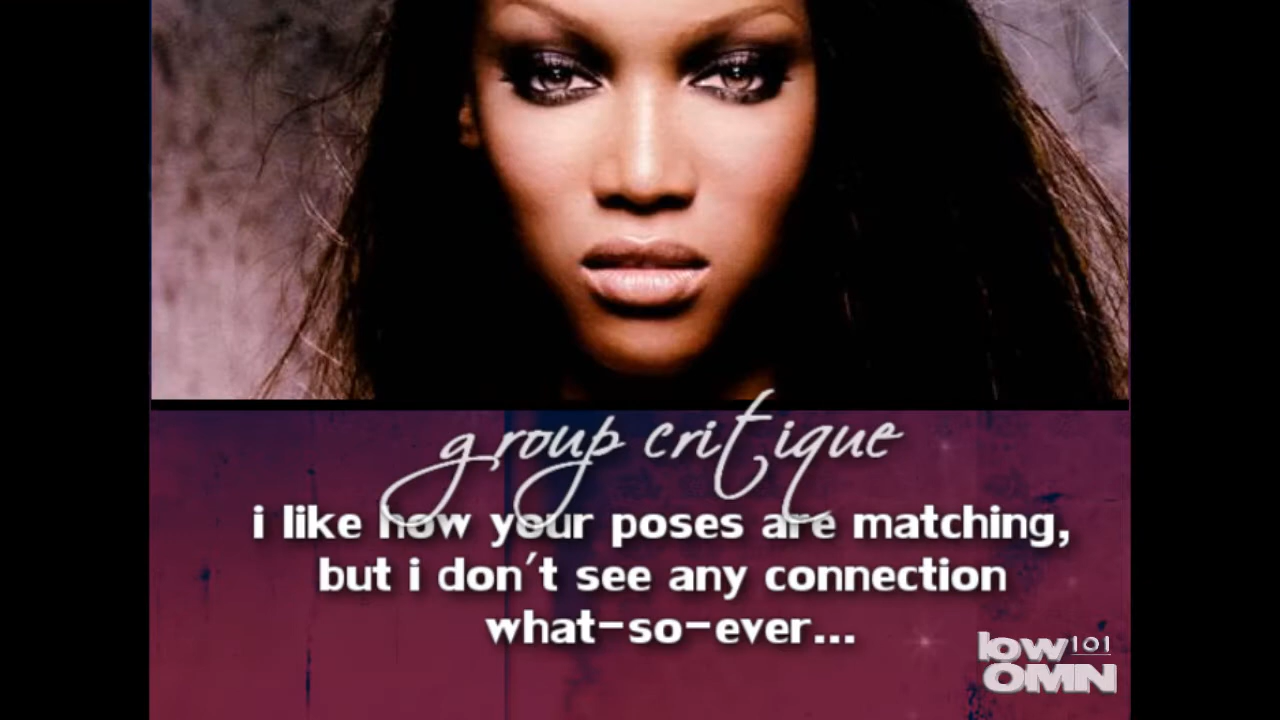 group critique
i like how your poses are matching,
but i don't see any connection
what-so-ever...
low 101
OMN